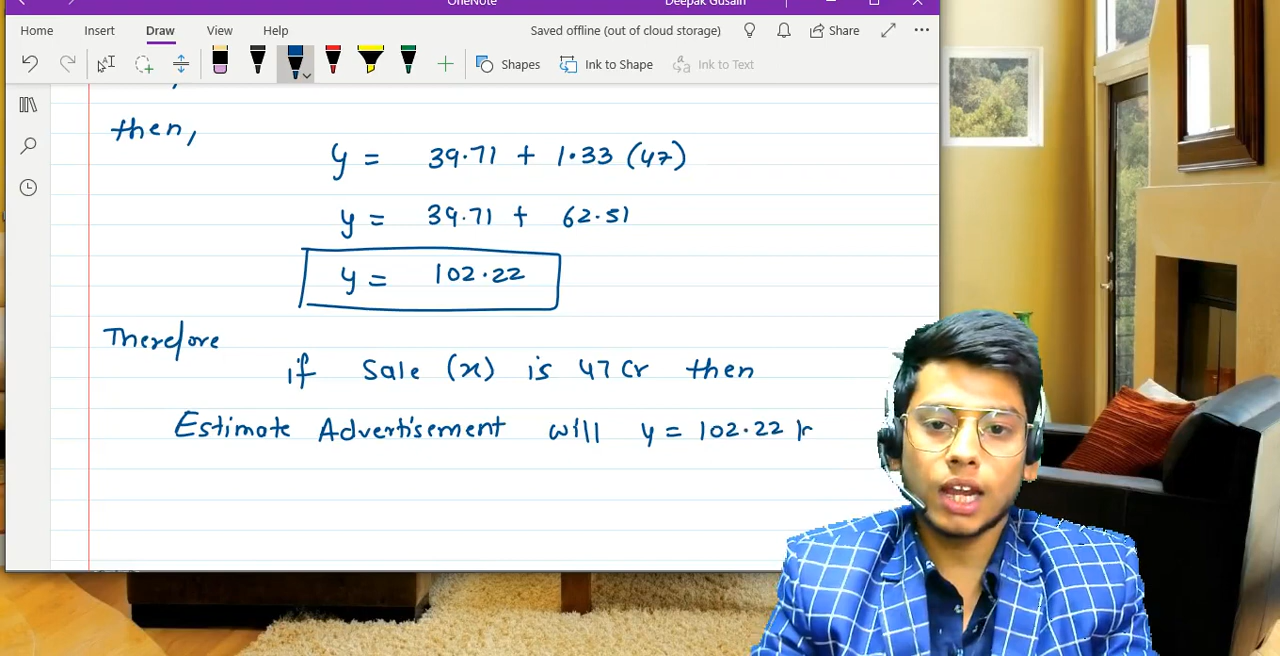 OneNote
Deepak Gusain
Home Insert Draw View Help Saved offline (out of cloud storage) Share
Shapes Ink to Shape Ink to Text
then,
y = 39.71 + 1.33 (47)
y = 39.71 + 62.51
y = 102.22
Therefore
if Sale (x) is 47 Cr then
Estimate Advertisement will y = 102.22